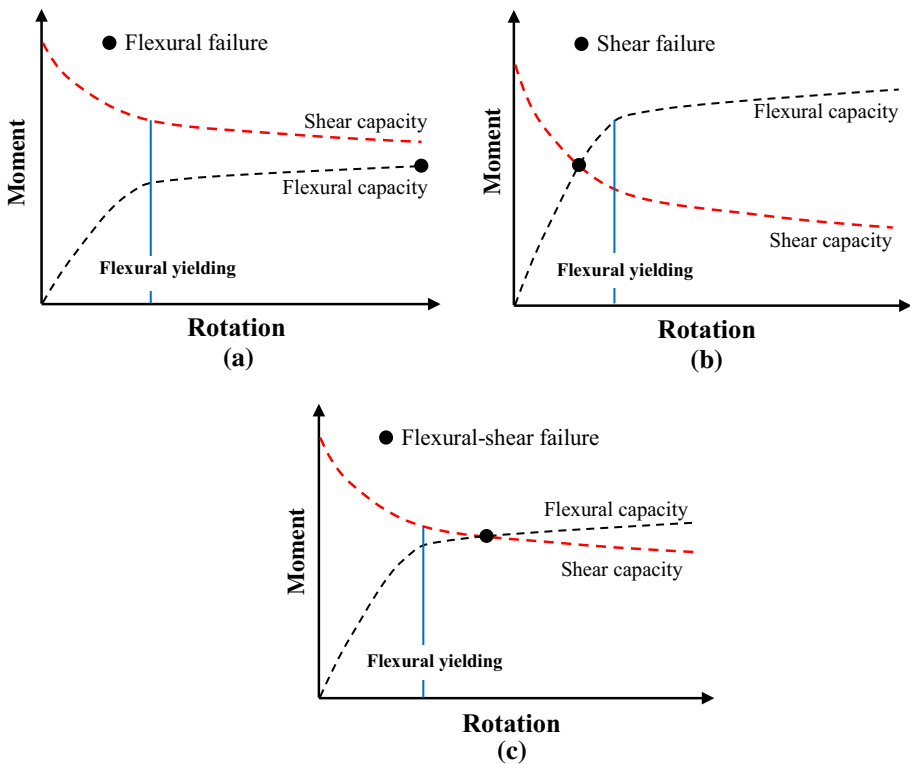 Flexural failure
Shear capacity
Flexural capacity
Flexural yielding
Moment
Rotation
(a)
Shear failure
Flexural capacity
Shear capacity
Flexural yielding
Moment
Rotation
(b)
Flexural-shear failure
Flexural capacity
Shear capacity
Flexural yielding
Moment
Rotation
(c)